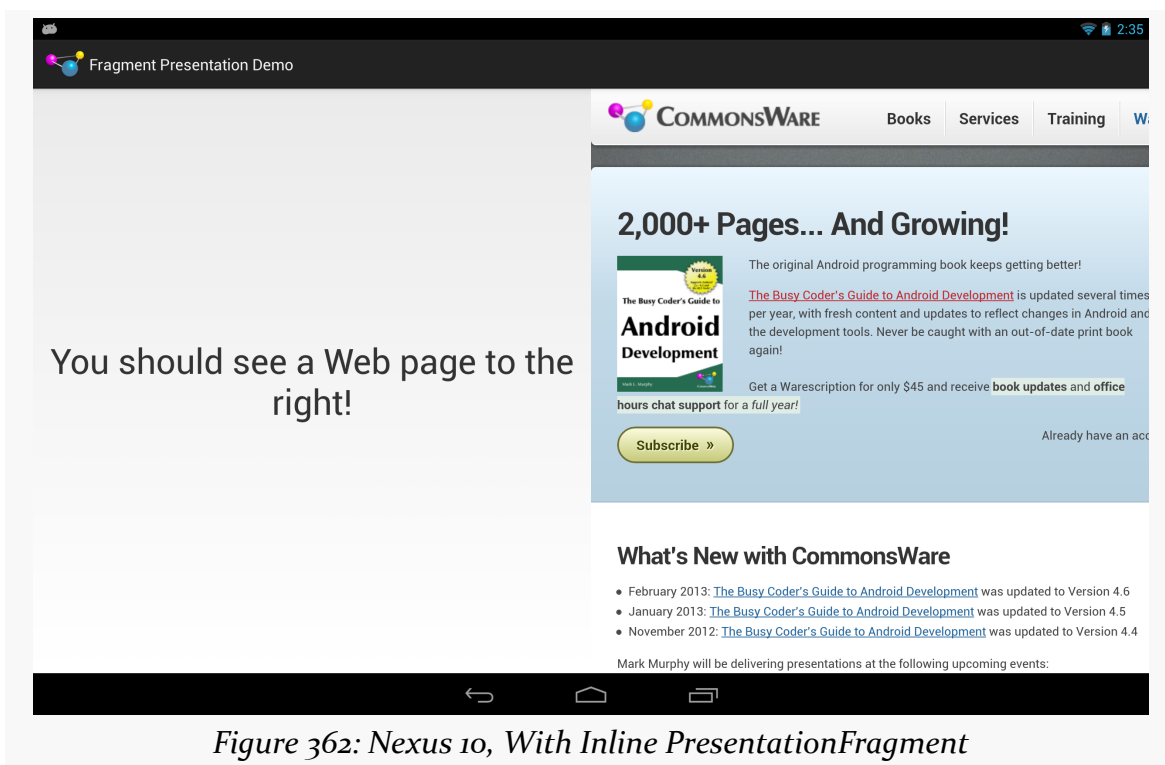 2:35
Fragment Presentation Demo
You should see a Web page to the
right!
COMMONSWARE
Books Services Training
2,000+ Pages... And Growing!
Version
4.6
The Busy Coder's Guide to
Android
Development
Mark L. Murphy
The original Android programming book keeps getting better!
The Busy Coder's Guide to Android Development is updated several times
per year, with fresh content and updates to reflect changes in Android and
the development tools. Never be caught with an out-of-date print book
again!
Get a Warescription for only $45 and receive book updates and office
hours chat support for a full year!
Subscribe »
Already have an acc
What's New with CommonsWare
• February 2013: The Busy Coder's Guide to Android Development was updated to Version 4.6
• January 2013: The Busy Coder's Guide to Android Development was updated to Version 4.5
• November 2012: The Busy Coder's Guide to Android Development was updated to Version 4.4
Mark Murphy will be delivering presentations at the following upcoming events:
Figure 362: Nexus 10, With Inline PresentationFragment